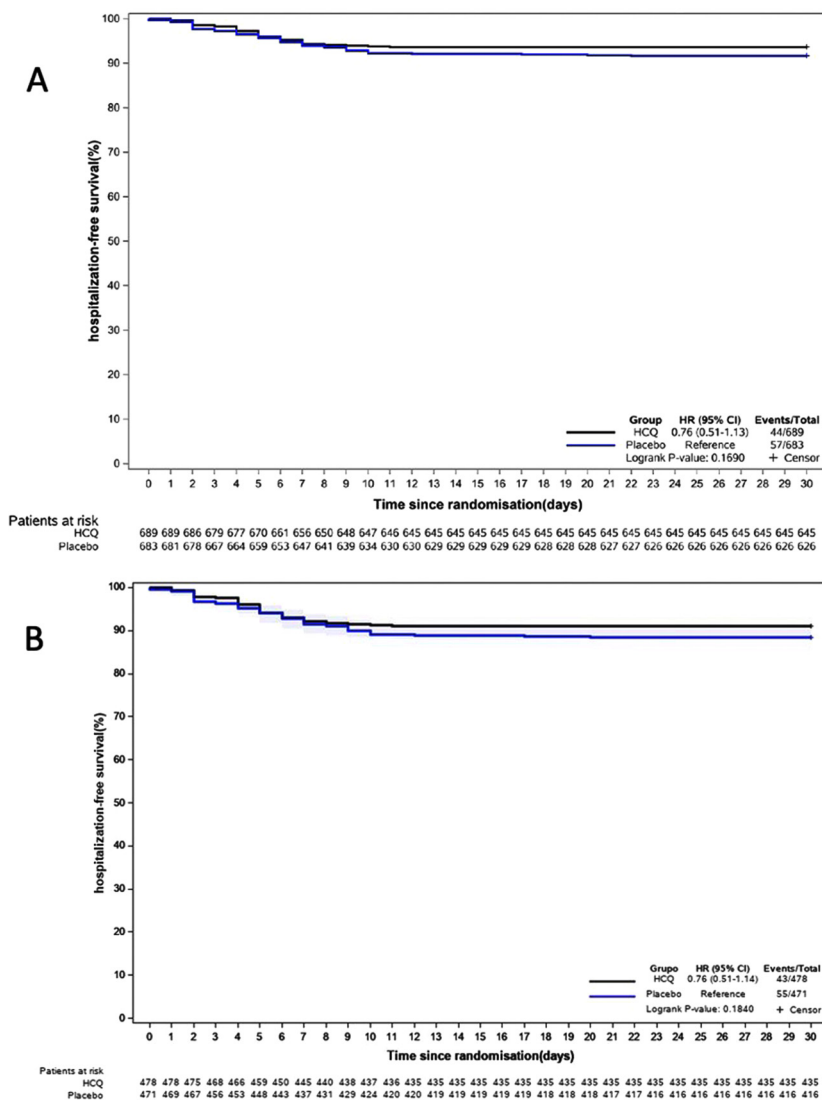 A
hospitalization-free survival(%)
100
90
80
70
60
50
40
30
20
10
0
Group HR (95% CI) Events/Total
HCQ 0.76 (0.51-1.13) 44/689
Placebo Reference 57/683
Logrank P-value: 0.1690 + Censor
0 1 2 3 4 5 6 7 8 9 10 11 12 13 14 15 16 17 18 19 20 21 22 23 24 25 26 27 28 29 30
Time since randomisation(days)
Patients at risk
HCQ 689 689 686 679 677 670 661 656 650 648 647 646 645 645 645 645 645 645 645 645 645 645 645 645 645 645 645 645 645 645 645
Placebo 683 681 678 667 664 659 653 647 641 639 634 630 630 629 629 629 629 629 628 628 628 627 627 626 626 626 626 626 626 626 626
B
hospitalization-free survival(%)
100
90
80
70
60
50
40
30
20
10
0
Grupo HR (95% CI) Events/Total
HCQ 0.76 (0.51-1.14) 43/478
Placebo Reference 55/471
Logrank P-value: 0.1840 + Censor
0 1 2 3 4 5 6 7 8 9 10 11 12 13 14 15 16 17 18 19 20 21 22 23 24 25 26 27 28 29 30
Time since randomisation(days)
Patients at risk
HCQ 478 478 475 468 466 459 450 445 440 438 437 436 435 435 435 435 435 435 435 435 435 435 435 435 435 435 435 435 435 435 435
Placebo 471 469 467 456 453 448 443 437 431 429 424 420 420 419 419 419 419 419 418 418 418 417 417 416 416 416 416 416 416 416 416